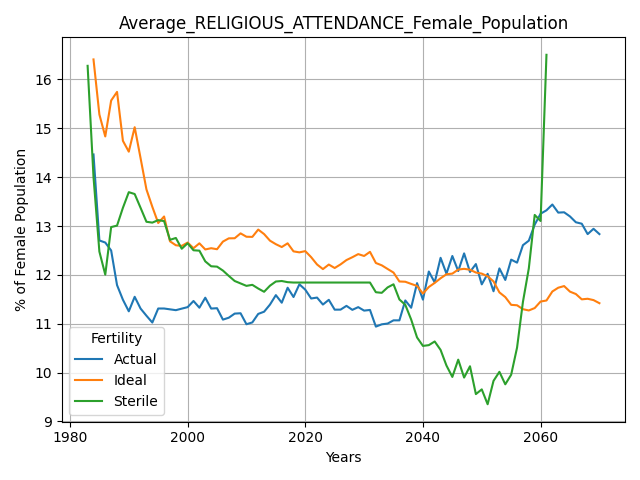 Average_RELIGIOUS_ATTENDANCE_Female_Population
% of Female Population
16
15
14
13
12
11
10
9
Fertility
Actual
Ideal
Sterile
1980
2000
2020
2040
2060
Years